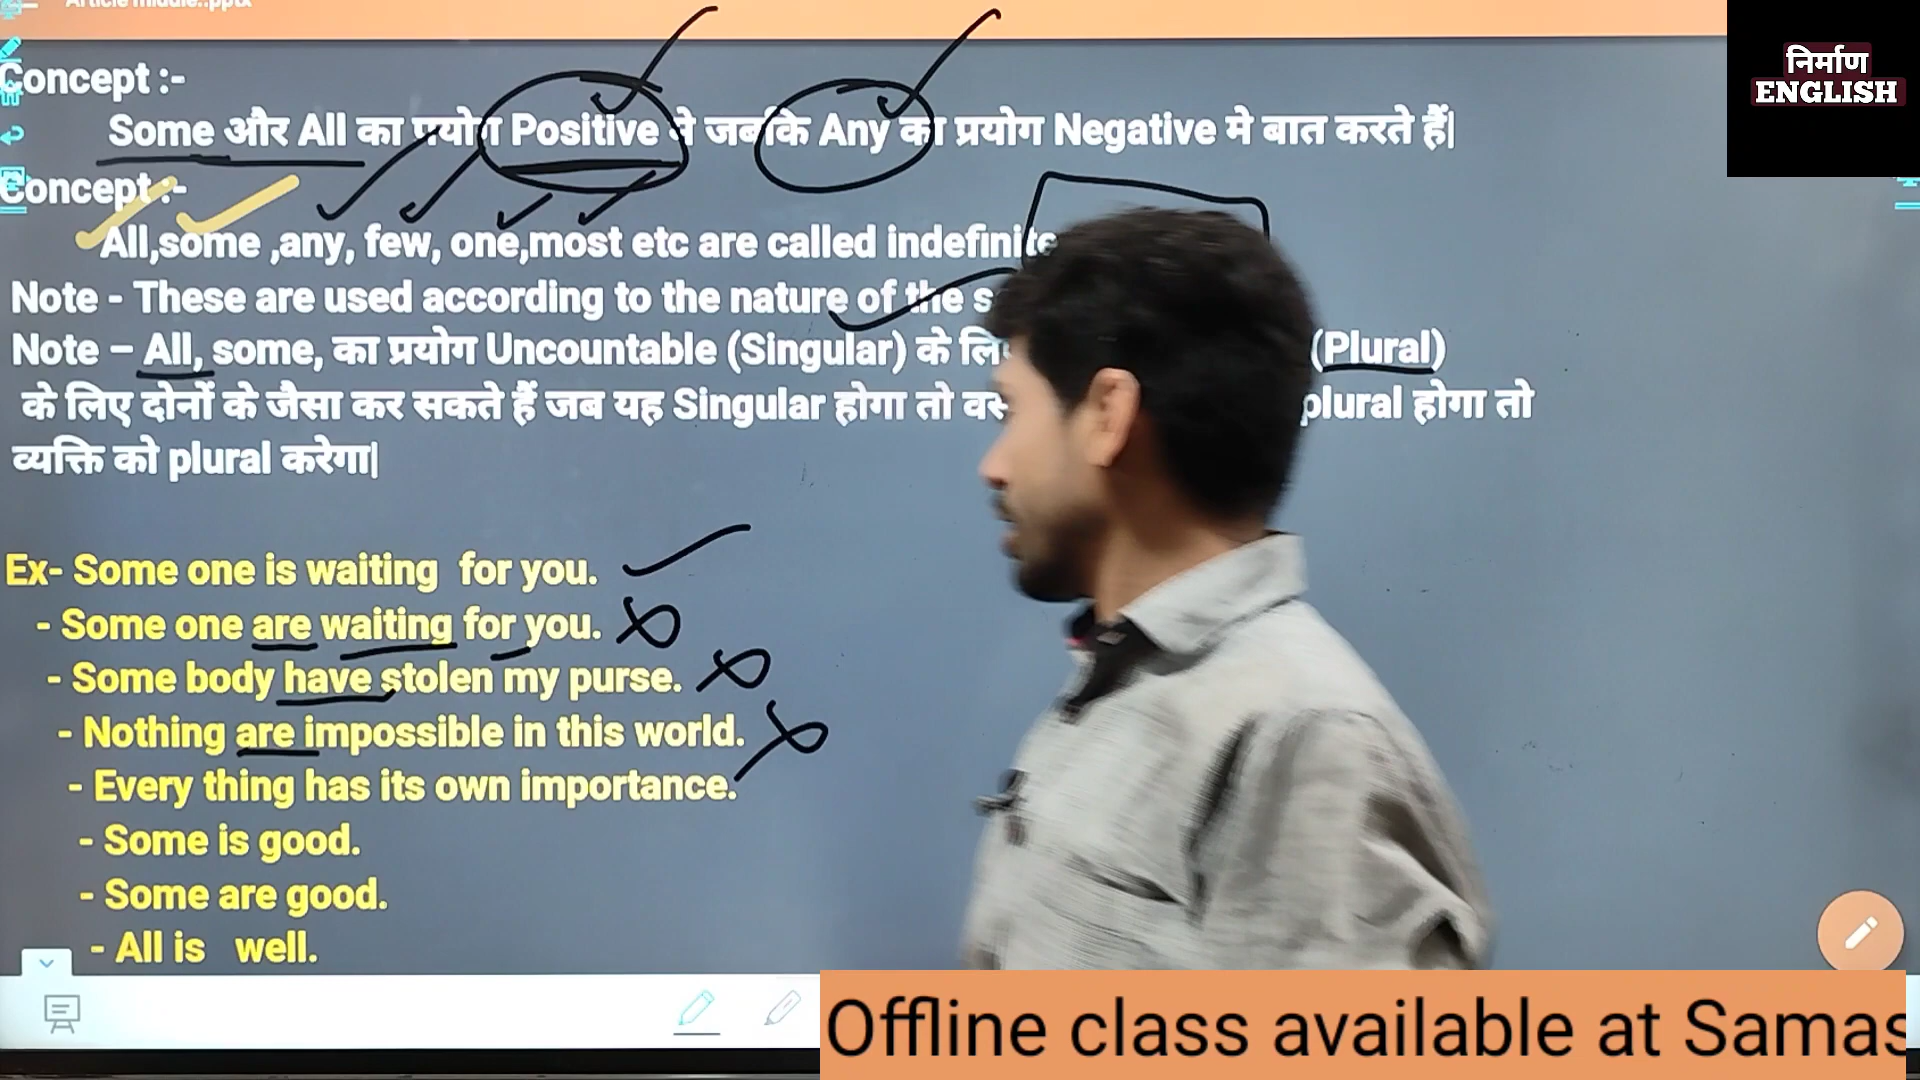 Article middle..pptx
निर्माण
ENGLISH
Concept :-
Some और All का प्रयोग Positive मे जबकि Any का प्रयोग Negative मे बात करते हैं|
Concept :-
All,some ,any, few, one,most etc are called indefinite
Note - These are used according to the nature of the
Note – All, some, का प्रयोग Uncountable (Singular) के (Plural)
के लिए दोनों के जैसा कर सकते हैं जब यह Singular होगा तो plural होगा तो
व्यक्ति को plural करेगा|
Ex- Some one is waiting for you.
- Some one are waiting for you.
- Some body have stolen my purse.
- Nothing are impossible in this world.
- Every thing has its own importance.
- Some is good.
- Some are good.
- All is well.
Offline class available at Samas